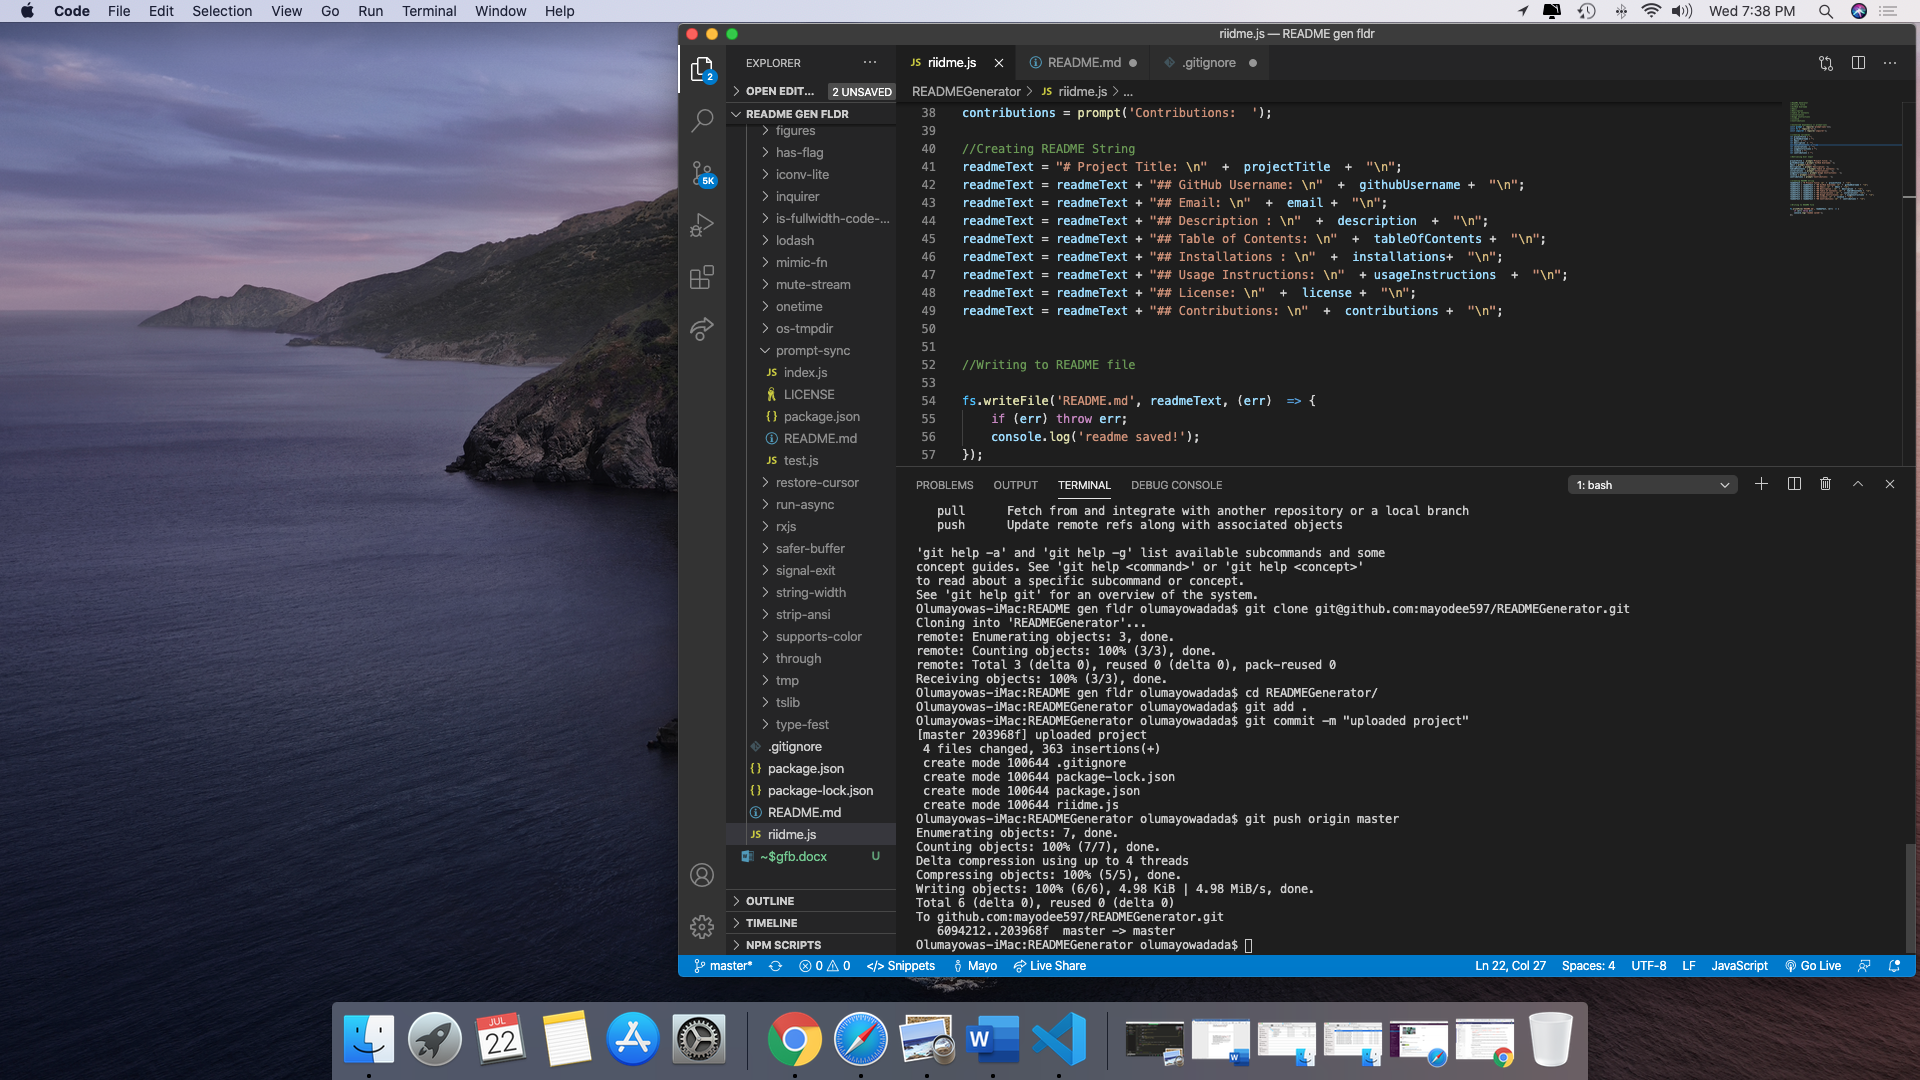 Code File Edit Selection View Go Run Terminal Window Help
Wed 7:38 PM
riidme.js — README gen fldr
2
5K
EXPLORER
OPEN EDIT... 2 UNSAVED
README GEN FLDR
figures
has-flag
iconv-lite
inquirer
is-fullwidth-code-...
lodash
mimic-fn
mute-stream
onetime
os-tmpdir
prompt-sync
JS index.js
LICENSE
{} package.json
README.md
JS test.js
restore-cursor
run-async
rxjs
safer-buffer
signal-exit
string-width
strip-ansi
supports-color
through
tmp
tslib
type-fest
.gitignore
{} package.json
{} package-lock.json
README.md
JS riidme.js
~$gfb.docx U
OUTLINE
TIMELINE
NPM SCRIPTS
JS riidme.js README.md .gitignore
READMEGenerator > JS riidme.js > ...
38 contributions = prompt('Contributions:  ');
39
40 //Creating README String
41 readmeText = "# Project Title: \n"  +  projectTitle  +  "\n";
42 readmeText = readmeText + "## GitHub Username: \n"  +  githubUsername +  "\n";
43 readmeText = readmeText + "## Email: \n"  +  email +  "\n";
44 readmeText = readmeText + "## Description : \n"  +  description  +  "\n";
45 readmeText = readmeText + "## Table of Contents: \n"  +  tableOfContents +  "\n";
46 readmeText = readmeText + "## Installations : \n"  +  installations+  "\n";
47 readmeText = readmeText + "## Usage Instructions: \n"  + usageInstructions  +  "\n";
48 readmeText = readmeText + "## License: \n"  +  license +  "\n";
49 readmeText = readmeText + "## Contributions: \n"  +  contributions +  "\n";
50
51
52 //Writing to README file
53
54 fs.writeFile('README.md', readmeText, (err)  => {
55     if (err) throw err;
56     console.log('readme saved!');
57 });
PROBLEMS OUTPUT TERMINAL DEBUG CONSOLE 1: bash
   pull      Fetch from and integrate with another repository or a local branch
   push      Update remote refs along with associated objects
'git help -a' and 'git help -g' list available subcommands and some
concept guides. See 'git help <command>' or 'git help <concept>'
to read about a specific subcommand or concept.
See 'git help git' for an overview of the system.
Olumayowas-iMac:README gen fldr olumayowadada$ git clone git@github.com:mayodee597/READMEGenerator.git
Cloning into 'READMEGenerator'...
remote: Enumerating objects: 3, done.
remote: Counting objects: 100% (3/3), done.
remote: Total 3 (delta 0), reused 0 (delta 0), pack-reused 0
Receiving objects: 100% (3/3), done.
Olumayowas-iMac:README gen fldr olumayowadada$ cd READMEGenerator/
Olumayowas-iMac:READMEGenerator olumayowadada$ git add .
Olumayowas-iMac:READMEGenerator olumayowadada$ git commit -m "uploaded project"
[master 203968f] uploaded project
 4 files changed, 363 insertions(+)
 create mode 100644 .gitignore
 create mode 100644 package-lock.json
 create mode 100644 package.json
 create mode 100644 riidme.js
Olumayowas-iMac:READMEGenerator olumayowadada$ git push origin master
Enumerating objects: 7, done.
Counting objects: 100% (7/7), done.
Delta compression using up to 4 threads
Compressing objects: 100% (5/5), done.
Writing objects: 100% (6/6), 4.98 KiB | 4.98 MiB/s, done.
Total 6 (delta 0), reused 0 (delta 0)
To github.com:mayodee597/READMEGenerator.git
   6094212..203968f  master -> master
Olumayowas-iMac:READMEGenerator olumayowadada$
master* 0 0 </> Snippets Mayo Live Share Ln 22, Col 27 Spaces: 4 UTF-8 LF JavaScript Go Live
JUL
22
W